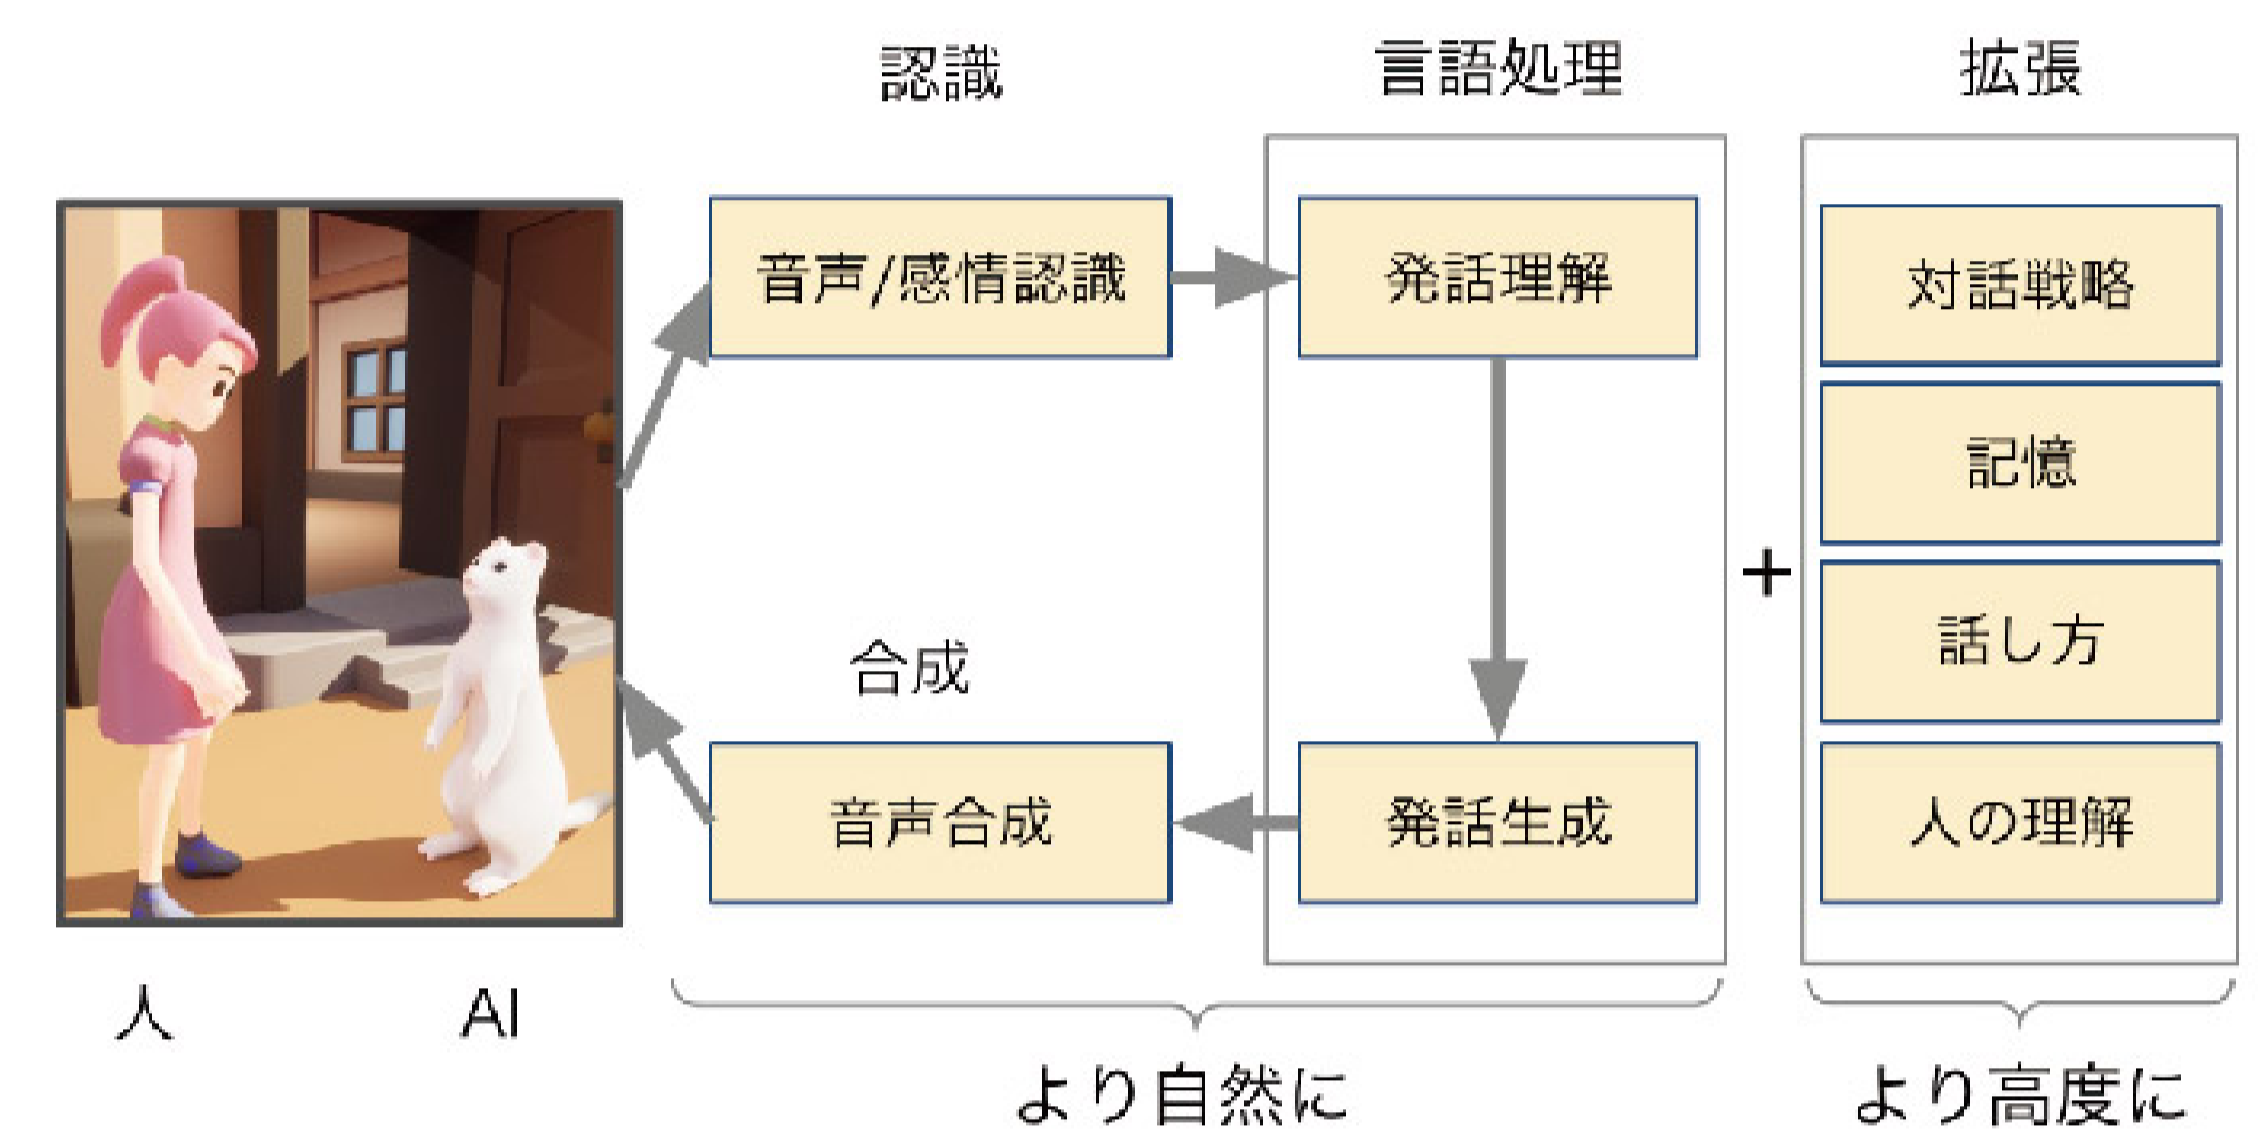 認識
言語処理
拡張
音声/感情認識
発話理解
対話戦略
記憶
+
話し方
合成
音声合成
発話生成
人の理解
人
AI
より自然に
より高度に